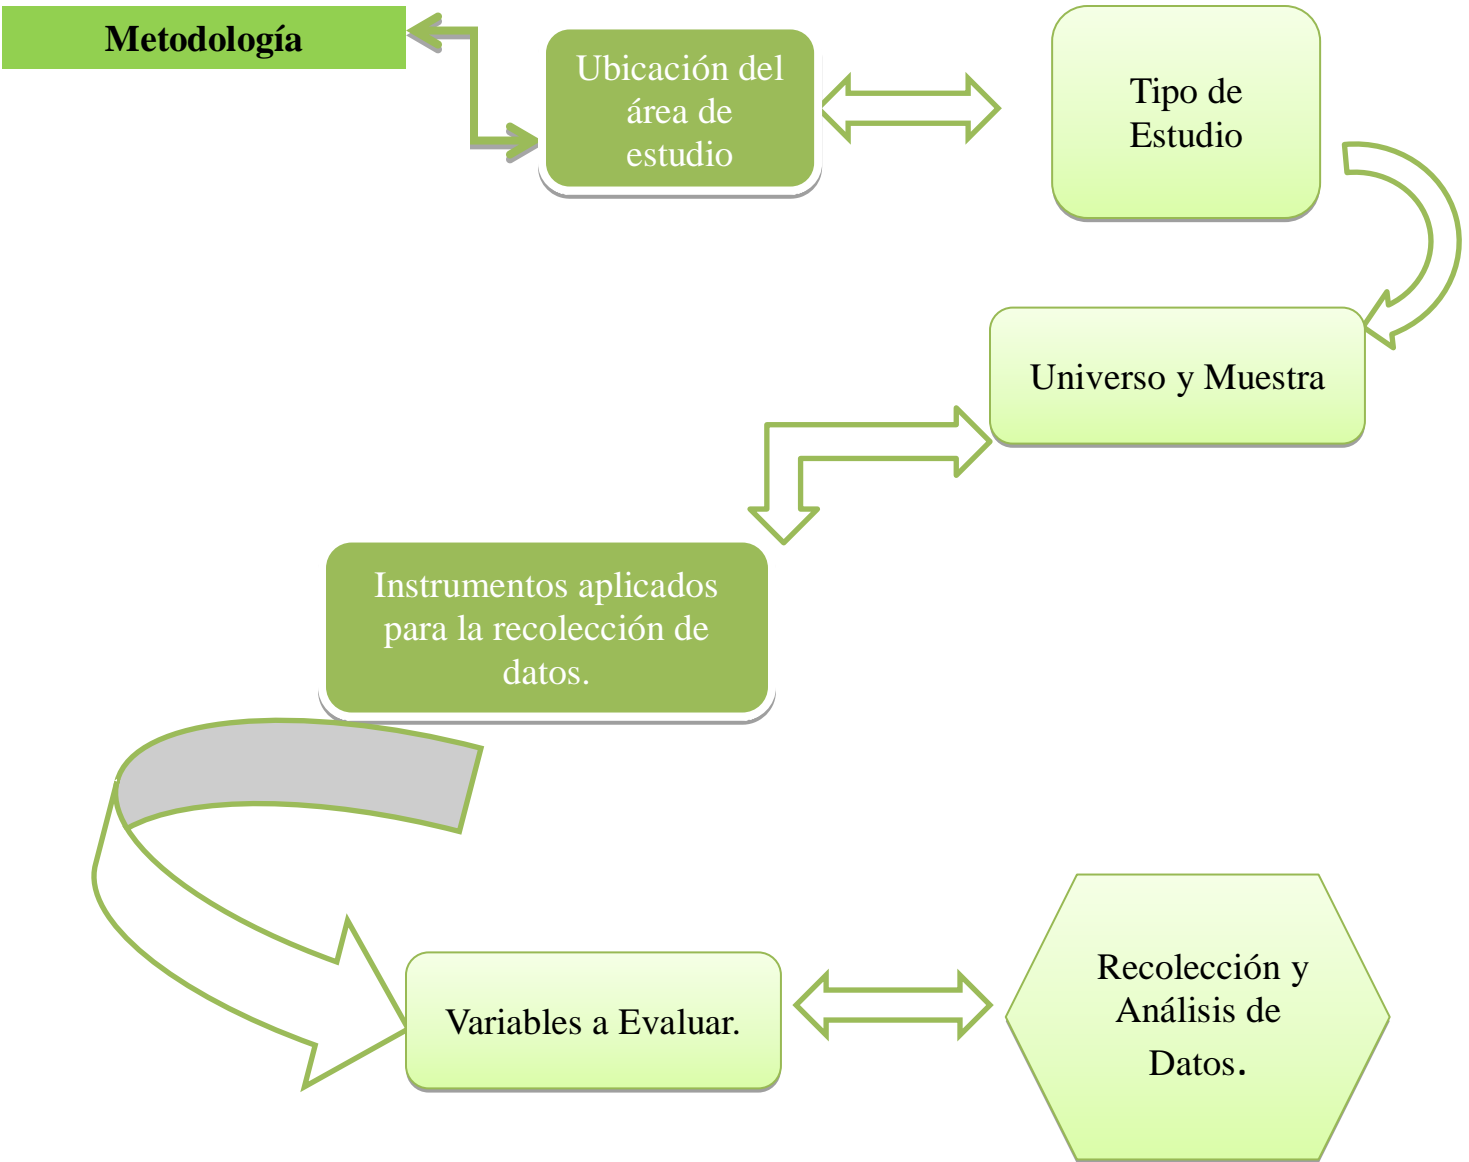 Metodología
Ubicación del
área de
estudio
Tipo de
Estudio
Universo y Muestra
Instrumentos aplicados
para la recolección de
datos.
Variables a Evaluar.
Recolección y
Análisis de
Datos.